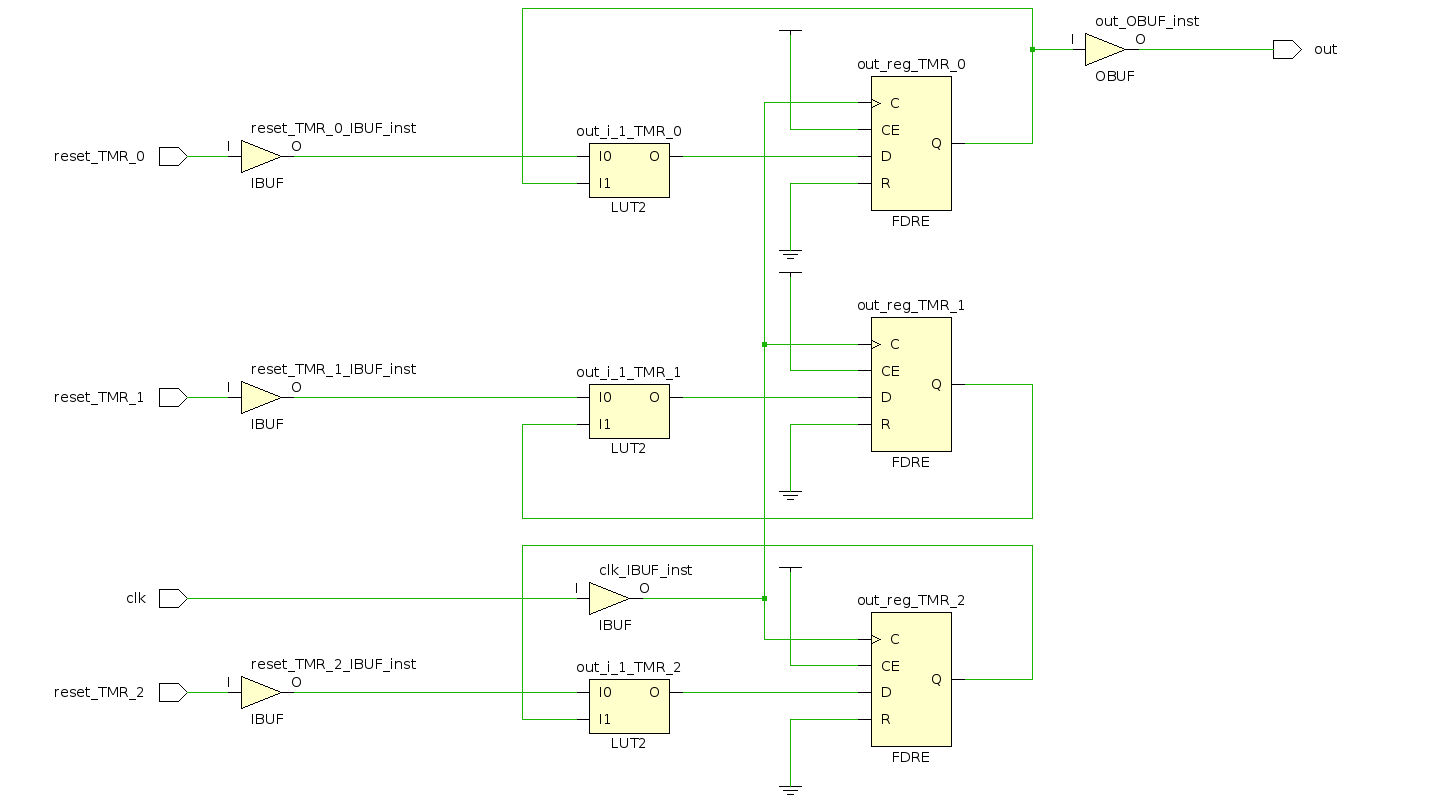 out_OBUF_inst
I
O
out
OBUF
out_reg_TMR_0
C
CE
D
R
Q
FDRE
reset_TMR_0_IBUF_inst
reset_TMR_0
I
O
IBUF
out_i_1_TMR_0
I0
O
I1
LUT2
out_reg_TMR_1
C
CE
D
R
Q
FDRE
reset_TMR_1_IBUF_inst
reset_TMR_1
I
O
IBUF
out_i_1_TMR_1
I0
O
I1
LUT2
clk_IBUF_inst
clk
I
O
IBUF
out_reg_TMR_2
C
CE
D
R
Q
FDRE
reset_TMR_2_IBUF_inst
reset_TMR_2
I
O
IBUF
out_i_1_TMR_2
I0
O
I1
LUT2